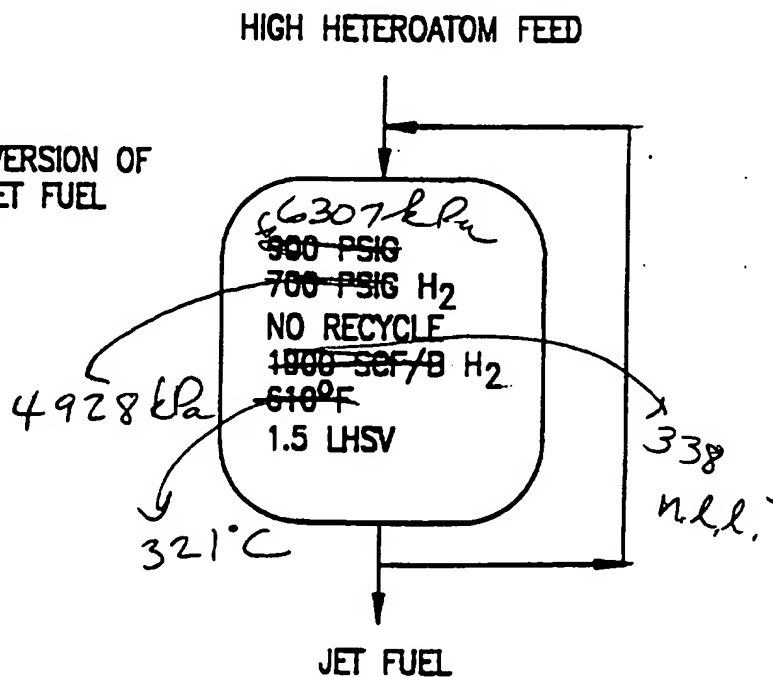 HIGH HETEROATOM FEED
VERSION OF
ET FUEL
6307 kPa
900 PSIG
700 PSIG H2
NO RECYCLE
1900 SCF/B H2
610°F
1.5 LHSV
4928 kPa
321°C
338
n.l.l.⁻
JET FUEL